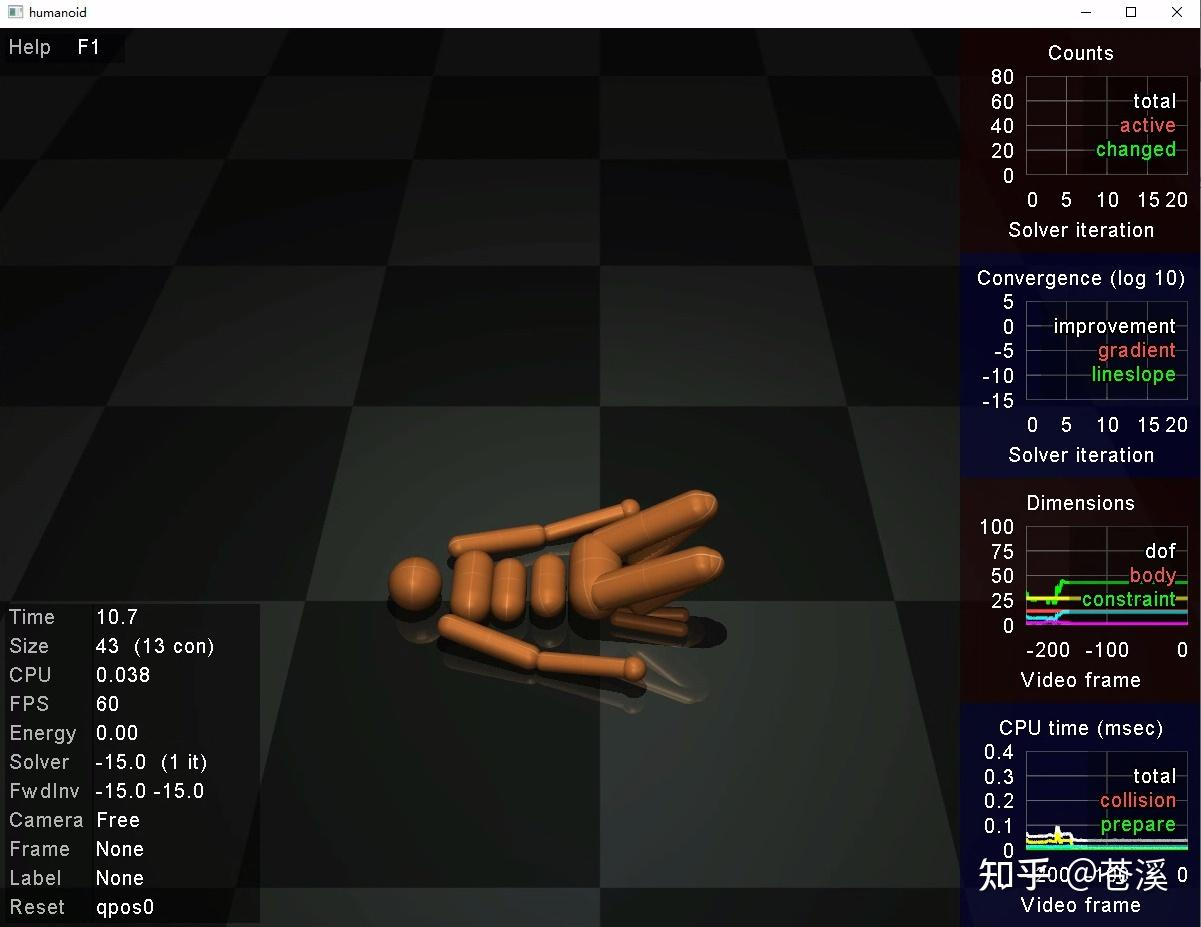 humanoid
Help F1
Counts
80
60
40
20
0
total
active
changed
0 5 10 15 20
Solver iteration
Convergence (log 10)
5
0
-5
-10
-15
improvement
gradient
lineslope
0 5 10 15 20
Solver iteration
Dimensions
100
75
50
25
0
dof
body
constraint
-200 -100 0
Video frame
CPU time (msec)
0.4
0.3
0.2
0.1
0
total
collision
prepare
-200 -100 0
Video frame
知乎 @苍溪
Time 10.7
Size 43 (13 con)
CPU 0.038
FPS 60
Energy 0.00
Solver -15.0 (1 it)
FwdInv -15.0 -15.0
Camera Free
Frame None
Label None
Reset qpos0